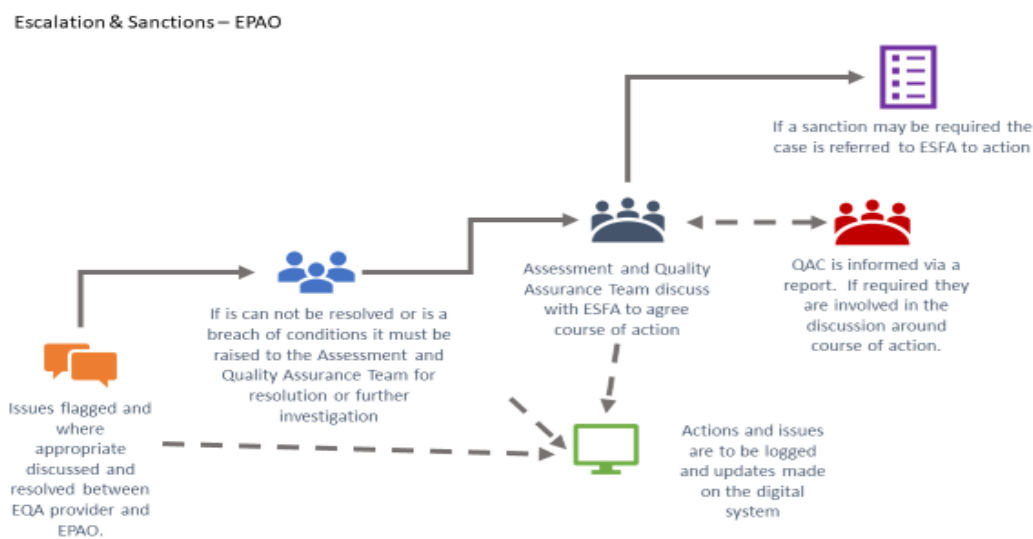 Escalation & Sanctions – EPAO
If a sanction may be required the
case is referred to ESFA to action
Assessment and Quality
Assurance Team discuss
with ESFA to agree
course of action
QAC is informed via a
report. If required they
are involved in the
discussion around
course of action.
If is can not be resolved or is a
breach of conditions it must be
raised to the Assessment and
Quality Assurance Team for
resolution or further
investigation
Issues flagged and
where
appropriate
discussed and
resolved between
EQA provider and
EPAO.
Actions and issues
are to be logged
and updates made
on the digital
system